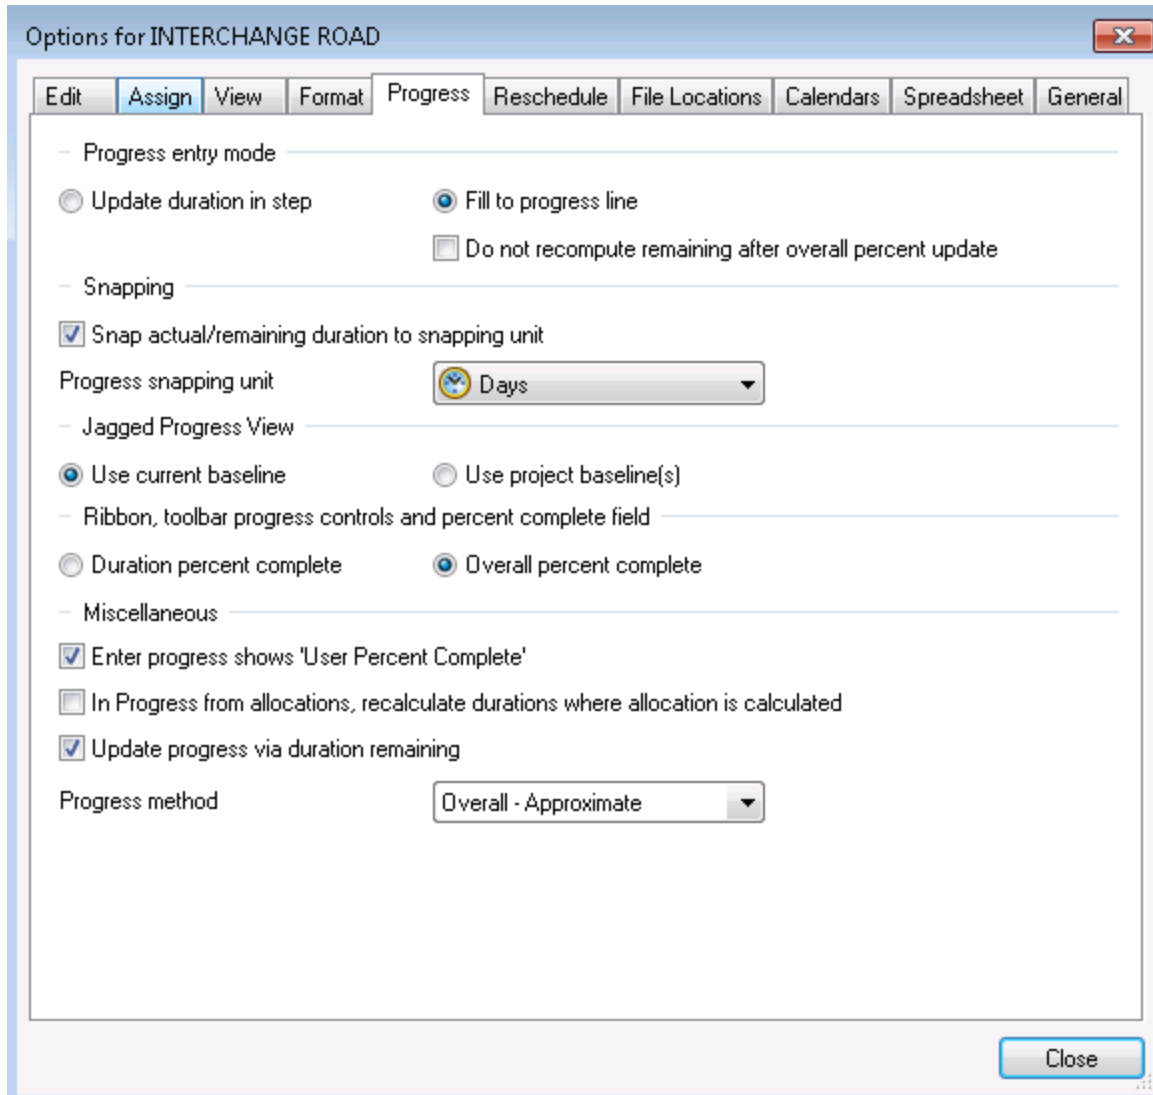 Options for INTERCHANGE ROAD
Edit Assign View Format Progress Reschedule File Locations Calendars Spreadsheet General
Progress entry mode
Update duration in step Fill to progress line
Do not recompute remaining after overall percent update
Snapping
Snap actual/remaining duration to snapping unit
Progress snapping unit Days
Jagged Progress View
Use current baseline Use project baseline(s)
Ribbon, toolbar progress controls and percent complete field
Duration percent complete Overall percent complete
Miscellaneous
Enter progress shows 'User Percent Complete'
In Progress from allocations, recalculate durations where allocation is calculated
Update progress via duration remaining
Progress method Overall - Approximate
Close